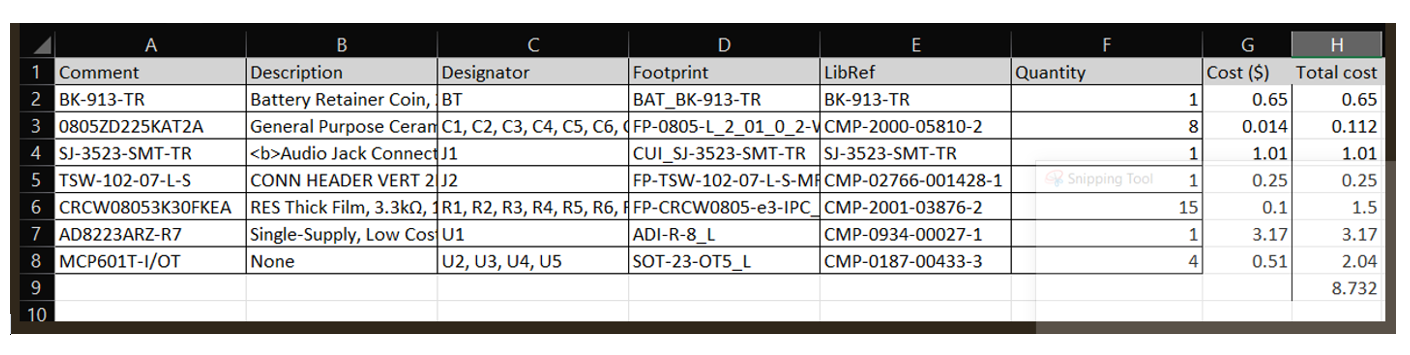 A B C D E F G H
1 Comment Description Designator Footprint LibRef Quantity Cost ($) Total cost
2 BK-913-TR Battery Retainer Coin, BT BAT_BK-913-TR BK-913-TR 1 0.65 0.65
3 0805ZD225KAT2A General Purpose Ceram C1, C2, C3, C4, C5, C6, FP-0805-L_2_01_0_2-W CMP-2000-05810-2 8 0.014 0.112
4 SJ-3523-SMT-TR <b>Audio Jack Connect J1 CUI_SJ-3523-SMT-TR SJ-3523-SMT-TR 1 1.01 1.01
5 TSW-102-07-L-S CONN HEADER VERT 2 J2 FP-TSW-102-07-L-S-MF CMP-02766-001428-1 Snipping Tool 1 0.25 0.25
6 CRCW08053K30FKEA RES Thick Film, 3.3kΩ, 1 R1, R2, R3, R4, R5, R6, FP-CRCW0805-e3-IPC_ CMP-2001-03876-2 15 0.1 1.5
7 AD8223ARZ-R7 Single-Supply, Low Cos U1 ADI-R-8_L CMP-0934-00027-1 1 3.17 3.17
8 MCP601T-I/OT None U2, U3, U4, U5 SOT-23-OT5_L CMP-0187-00433-3 4 0.51 2.04
9 8.732
10